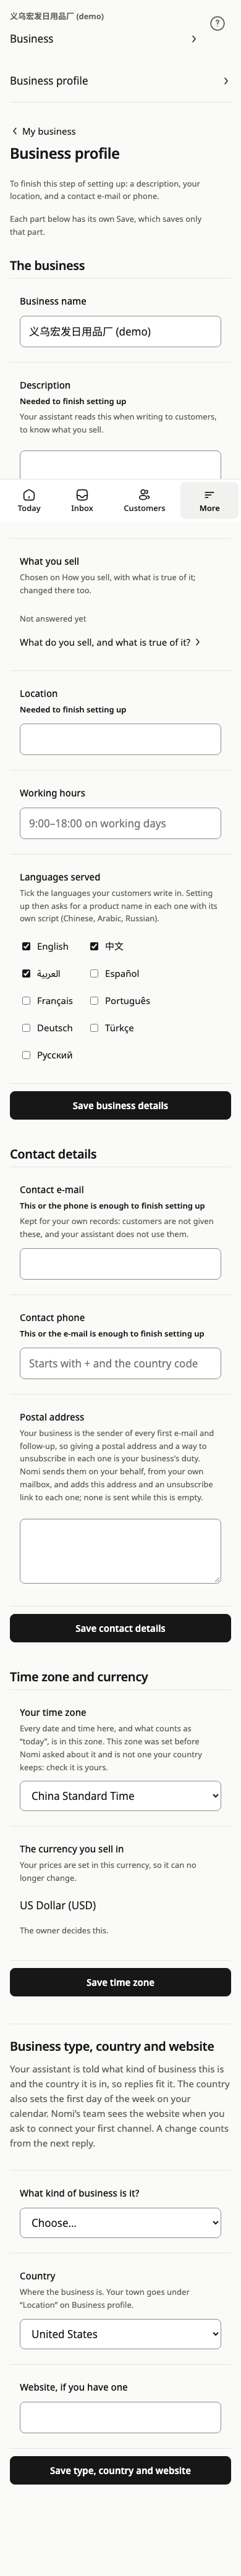 义乌宏发日用品厂 (demo)
Business
Business profile
My business
Business profile
To finish this step of setting up: a description, your
location, and a contact e-mail or phone.
Each part below has its own Save, which saves only
that part.
The business
Business name
义乌宏发日用品厂 (demo)
Description
Needed to finish setting up
Your assistant reads this when writing to customers,
to know what you sell.
Today
Inbox
Customers
More
What you sell
Chosen on How you sell, with what is true of it;
changed there too.
Not answered yet
What do you sell, and what is true of it?
Location
Needed to finish setting up
Working hours
9:00–18:00 on working days
Languages served
Tick the languages your customers write in. Setting
up then asks for a product name in each one with its
own script (Chinese, Arabic, Russian).
English
中文
العربية
Español
Français
Português
Deutsch
Türkçe
Русский
Save business details
Contact details
Contact e-mail
This or the phone is enough to finish setting up
Kept for your own records: customers are not given
these, and your assistant does not use them.
Contact phone
This or the e-mail is enough to finish setting up
Starts with + and the country code
Postal address
Your business is the sender of every first e-mail and
follow-up, so giving a postal address and a way to
unsubscribe in each one is your business's duty.
Nomi sends them on your behalf, from your own
mailbox, and adds this address and an unsubscribe
link to each one; none is sent while this is empty.
Save contact details
Time zone and currency
Your time zone
Every date and time here, and what counts as
“today”, is in this zone. This zone was set before
Nomi asked about it and is not one your country
keeps: check it is yours.
China Standard Time
The currency you sell in
Your prices are set in this currency, so it can no
longer change.
US Dollar (USD)
The owner decides this.
Save time zone
Business type, country and website
Your assistant is told what kind of business this is
and the country it is in, so replies fit it. The country
also sets the first day of the week on your
calendar. Nomi’s team sees the website when you
ask to connect your first channel. A change counts
from the next reply.
What kind of business is it?
Choose...
Country
Where the business is. Your town goes under
“Location” on Business profile.
United States
Website, if you have one
Save type, country and website